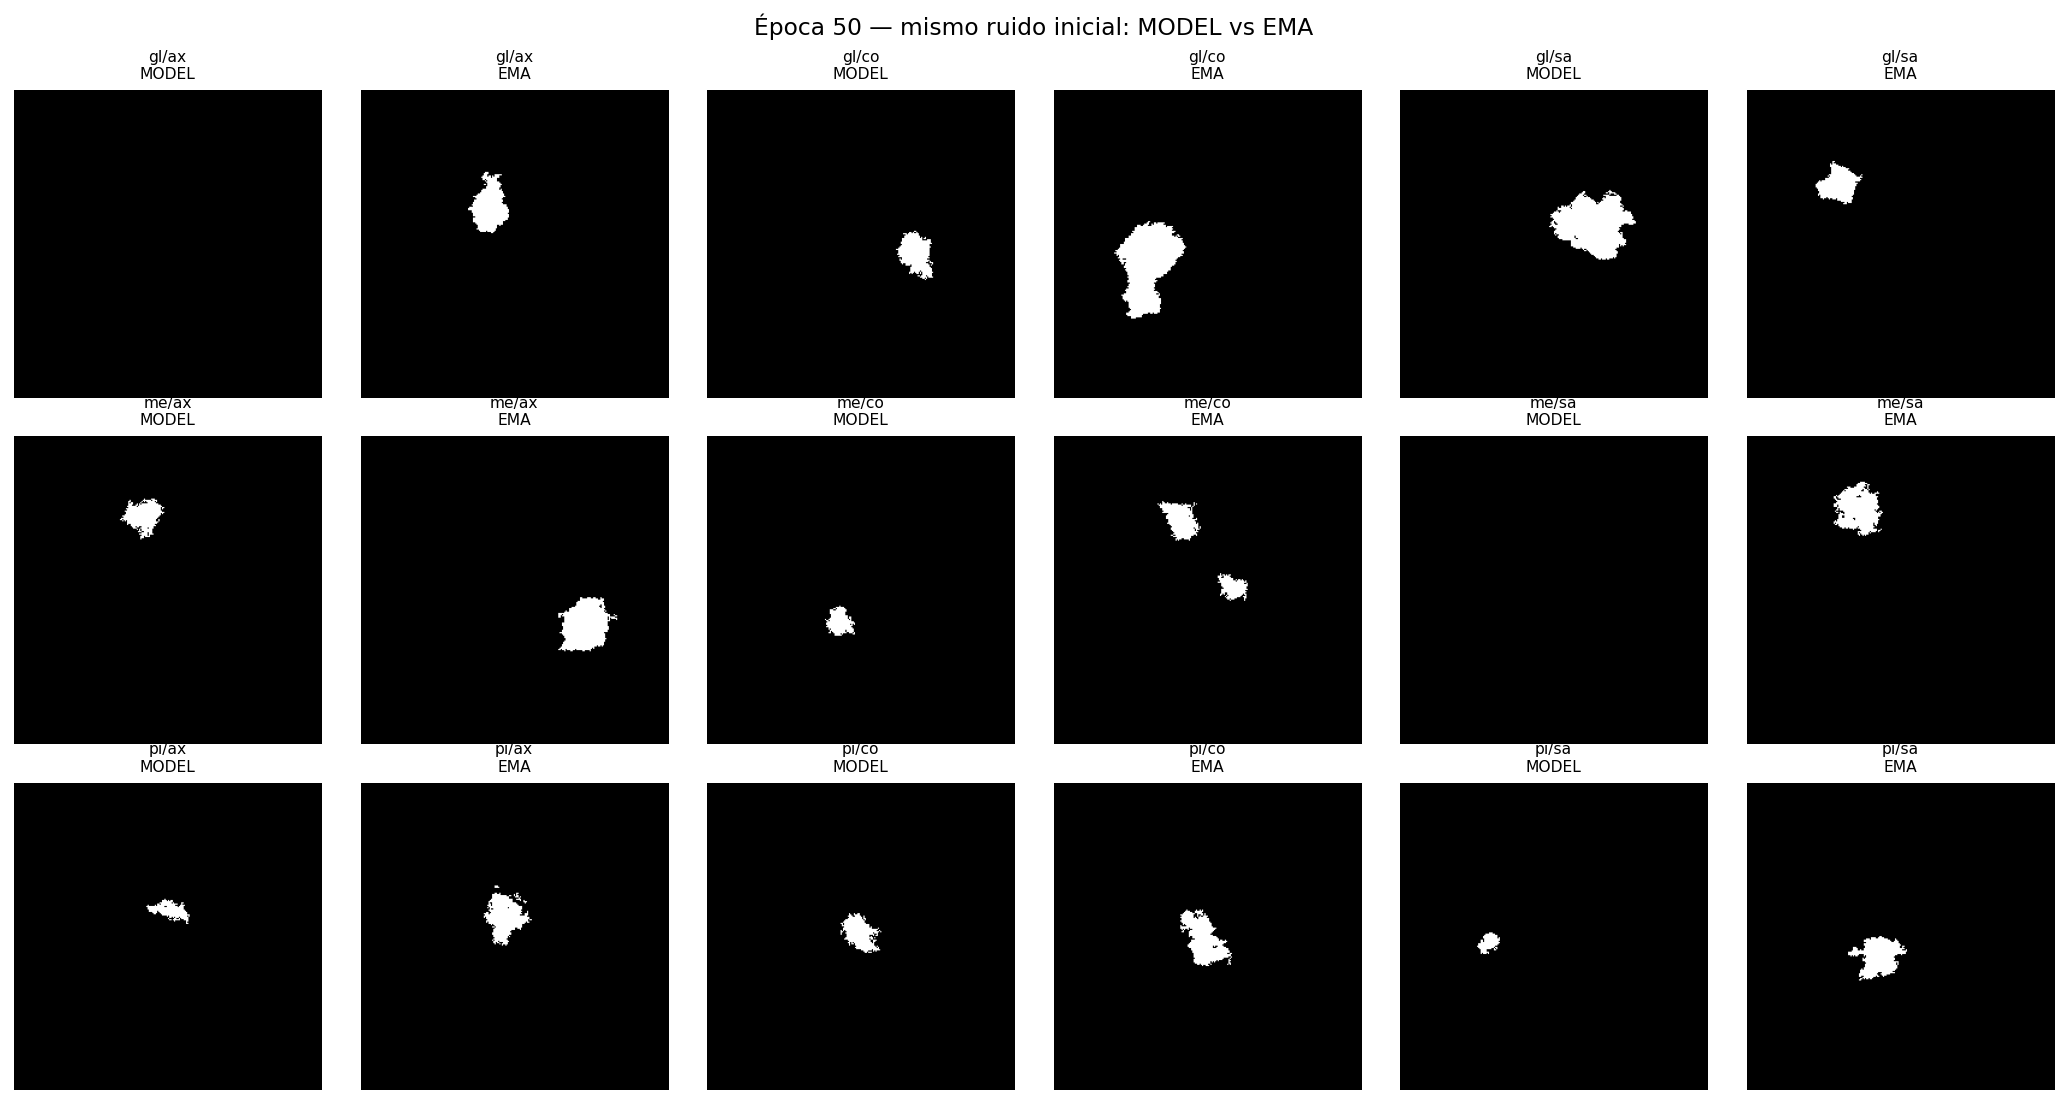 Época 50 — mismo ruido inicial: MODEL vs EMA
gl/ax
MODEL
gl/ax
EMA
gl/co
MODEL
gl/co
EMA
gl/sa
MODEL
gl/sa
EMA
me/ax
MODEL
me/ax
EMA
me/co
MODEL
me/co
EMA
me/sa
MODEL
me/sa
EMA
pi/ax
MODEL
pi/ax
EMA
pi/co
MODEL
pi/co
EMA
pi/sa
MODEL
pi/sa
EMA